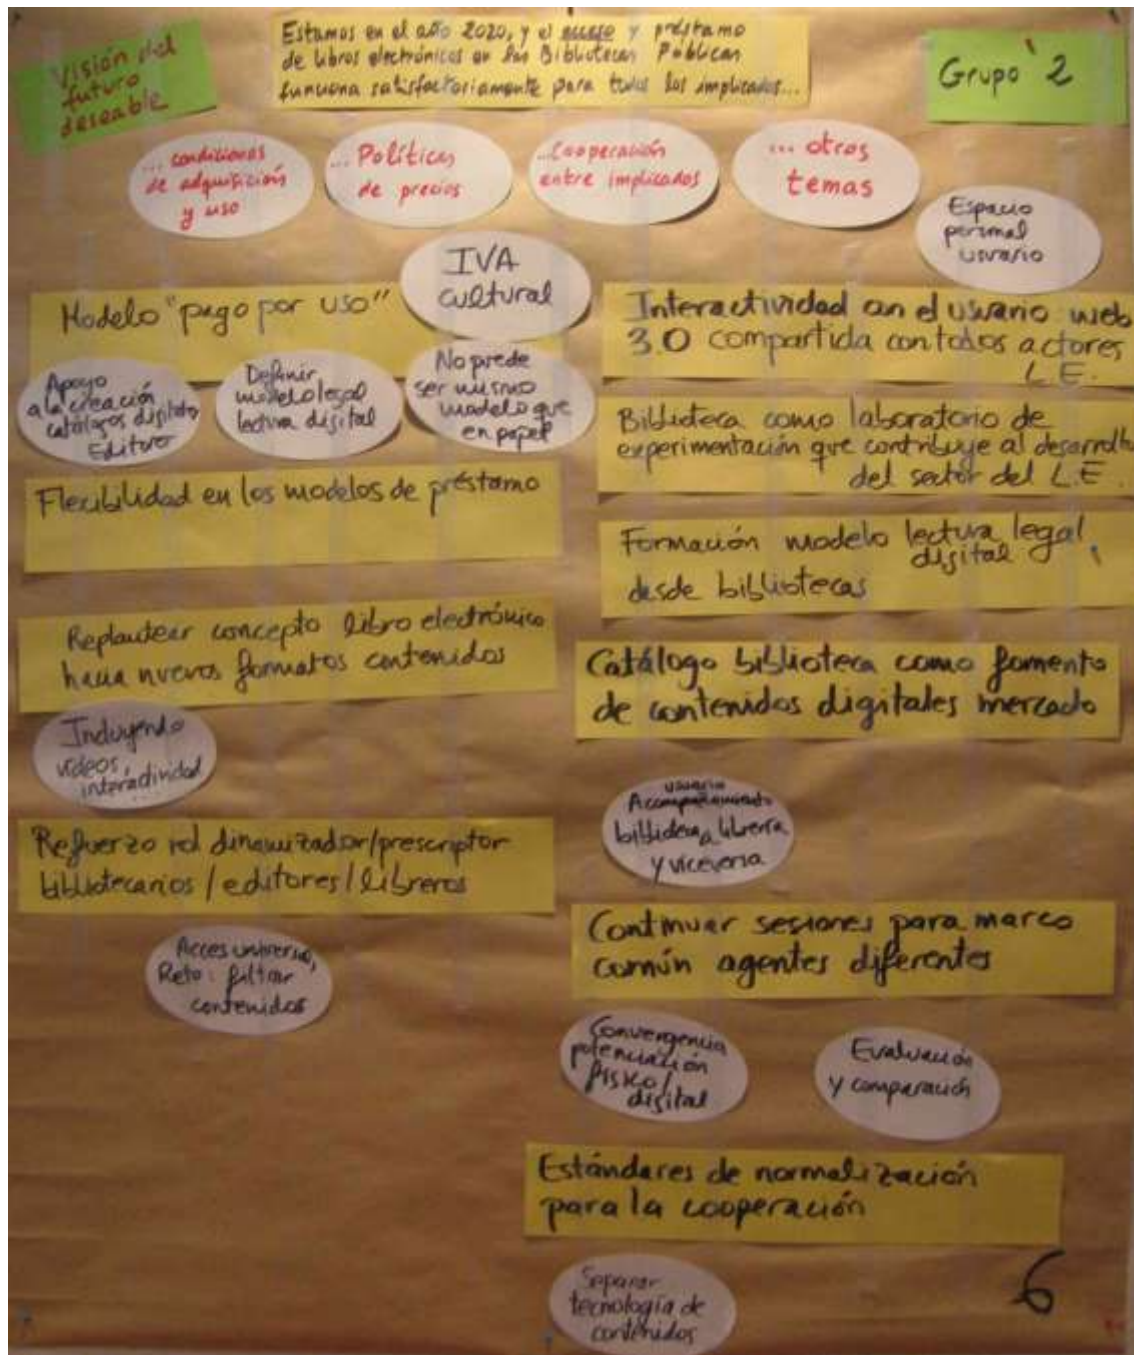 Visión del
futuro
deseable
Estamos en el año 2020, y el acceso y préstamo
de libros electrónicos en las Bibliotecas Públicas
funciona satisfactoriamente para todos los implicados...
Grupo 2
... condiciones
de adquisición
y uso
... Políticas
de precios
...Cooperación
entre implicados
... otros
temas
Espacio
personal
usuario
IVA
cultural
Modelo "pago por uso"
Apoyo
a la creación
catálogos digitales
Editor
Definir
modelo legal
lectura digital
No puede
ser mismo
modelo que
en papel
Flexibilidad en los modelos de préstamo
Replantear concepto libro electrónico
hacia nuevos formatos contenidos
Incluyendo
vídeos,
interactividad
Refuerzo rol dinamizador/prescriptor
bibliotecarios/editores/libreros
Acces universal,
Reto: filtrar
contenidos
Interactividad con el usuario web
3.0 compartida con todos actores
L.E.
Biblioteca como laboratorio de
experimentación que contribuye al desarrollo
del sector del L.E.
Formación modelo lectura legal
digital
desde bibliotecas
Catálogo biblioteca como fomento
de contenidos digitales mercado
usuario
Acompañamiento
biblioteca a librería
y viceversa
Continuar sesiones para marco
común agentes diferentes
Convergencia
potenciación
físico/
digital
Evaluación
y comparación
Estándares de normalización
para la cooperación
Separar
tecnología de
contenidos
6